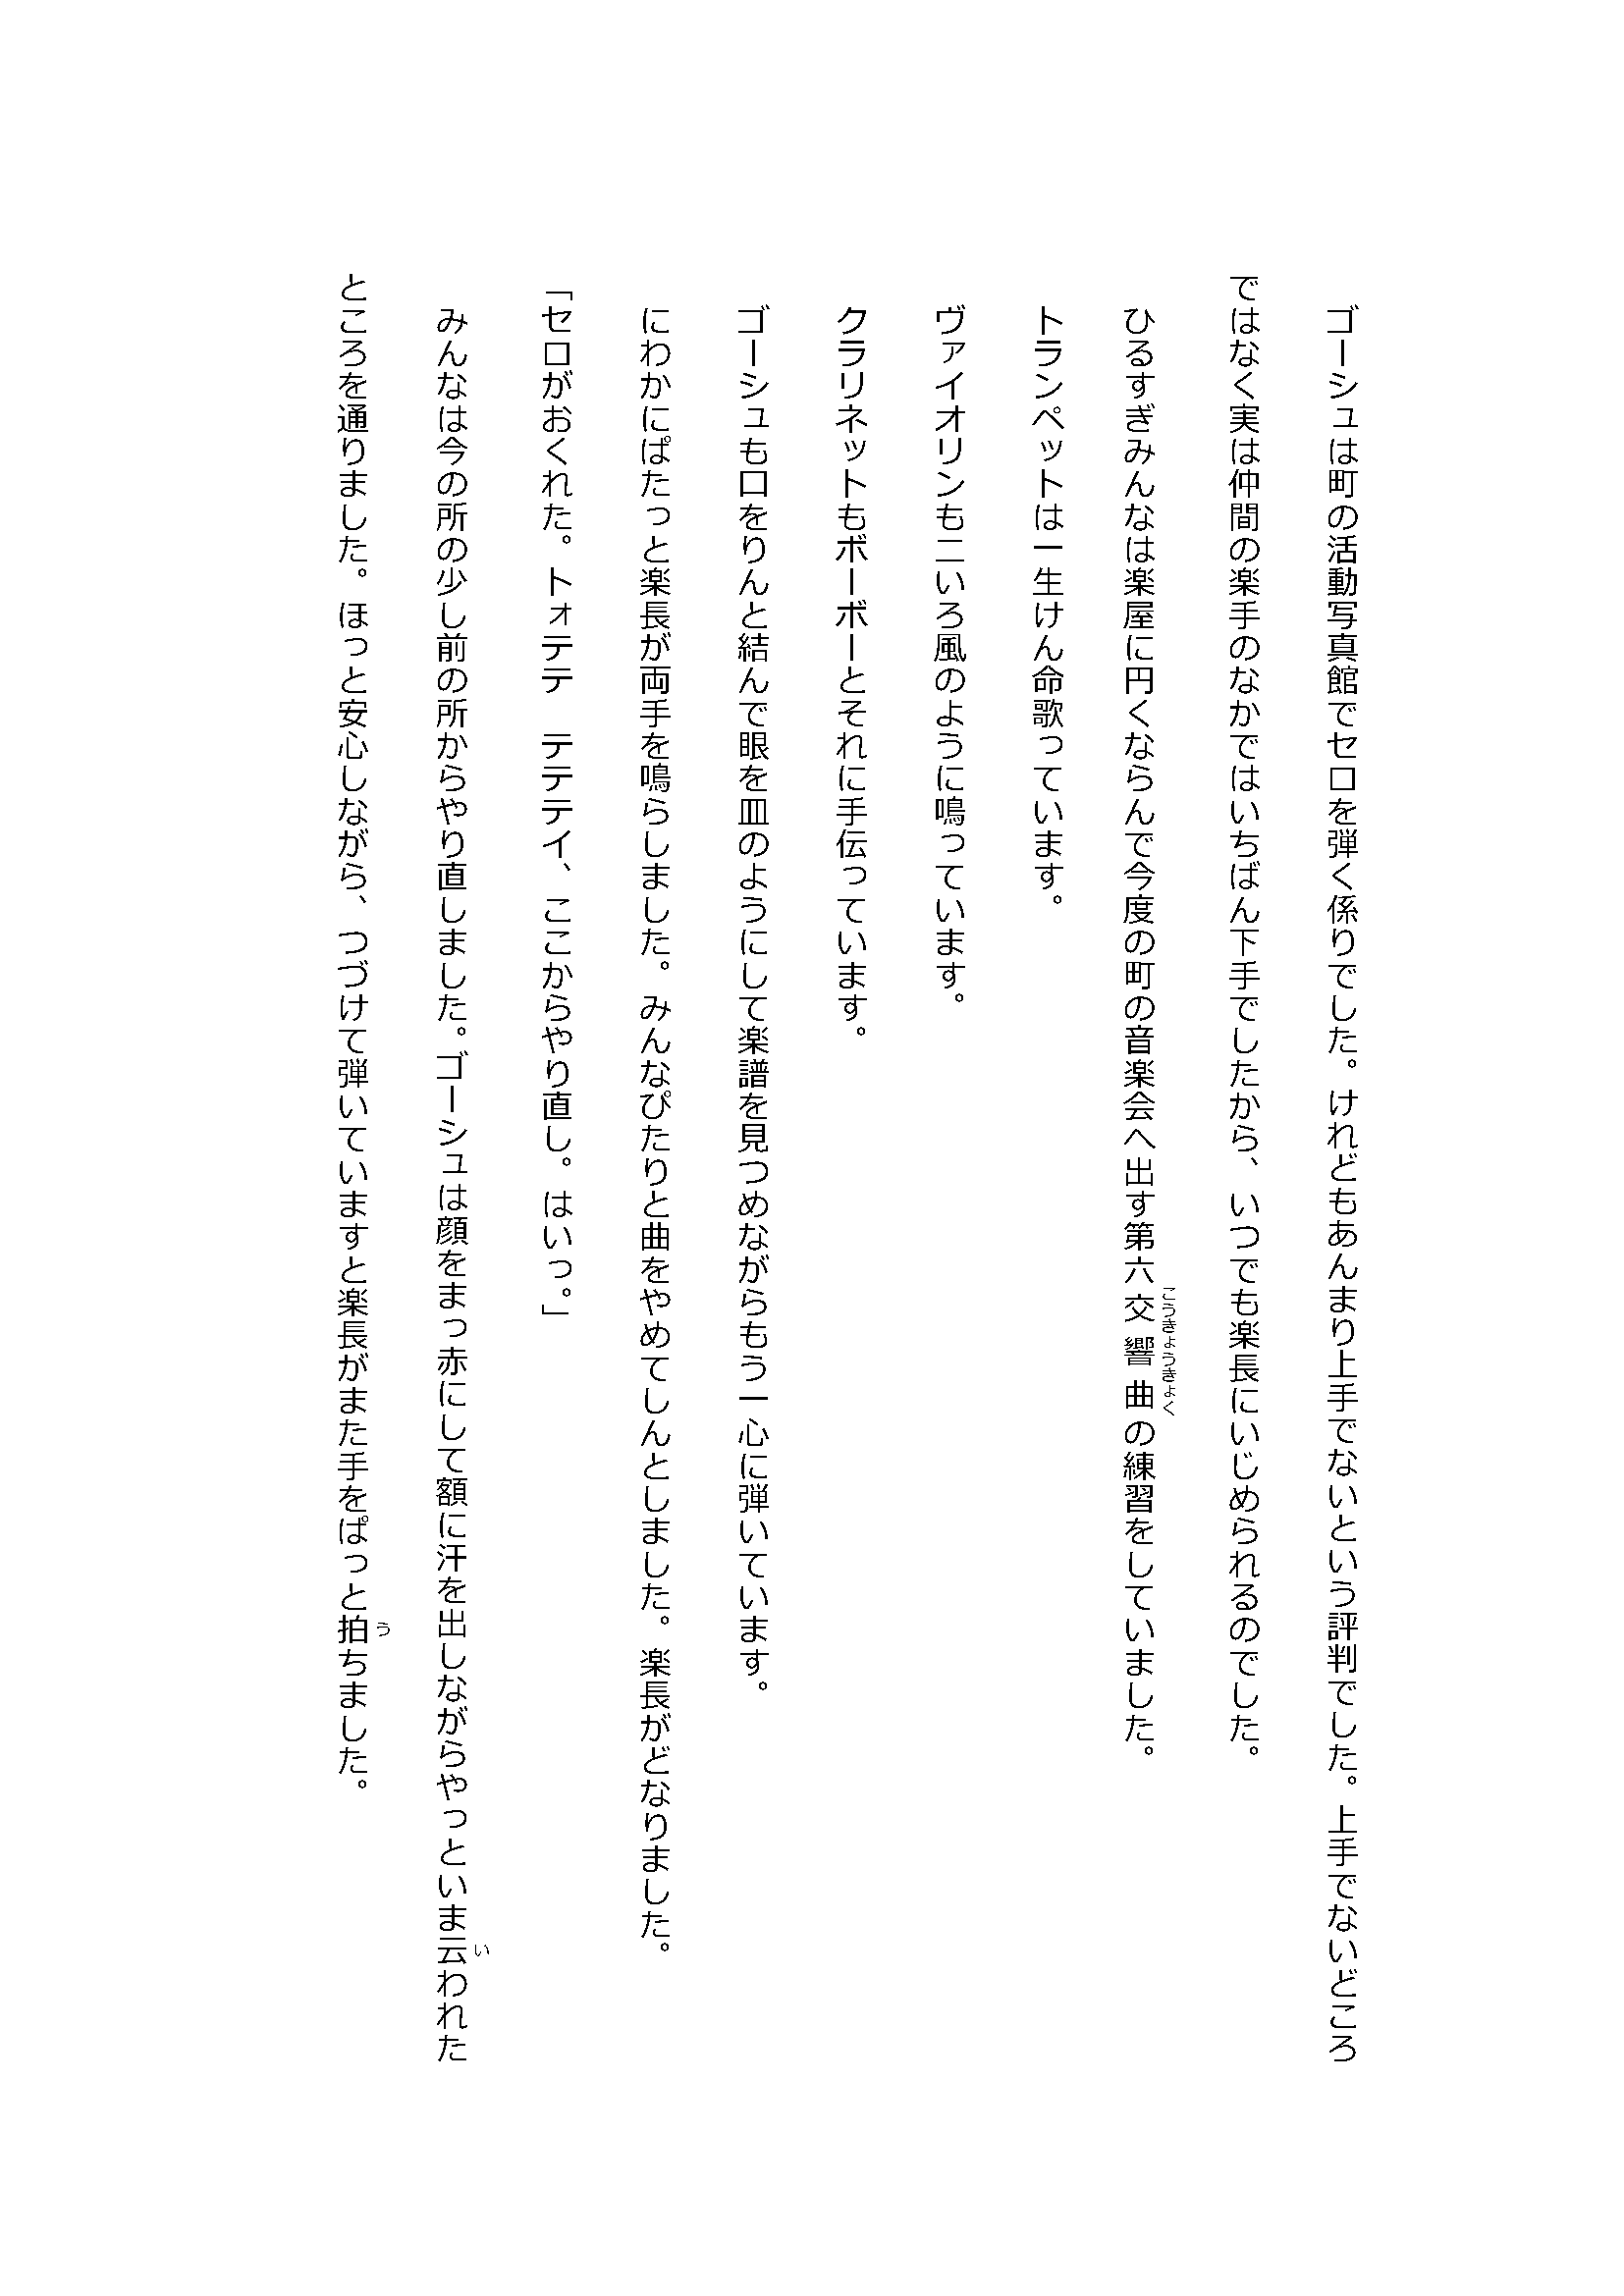 ゴーシュは町の活動写真館でセロを弾く係りでした。けれどもあんまり上手でないという評判でした。上手でないどころ
ではなく実は仲間の楽手のなかではいちばん下手でしたから、いつでも楽長にいじめられるのでした。
　ひるすぎみんなは楽屋に円くならんで今度の町の音楽会へ出す第六交響曲（こうきょうきょく）の練習をしていました。
　トランペットは一生けん命歌っています。
　ヴァイオリンも二いろ風のように鳴っています。
　クラリネットもボーボーとそれに手伝っています。
　ゴーシュも口をりんと結んで眼を皿のようにして楽譜を見つめながらもう一心に弾いています。
　にわかにぱたっと楽長が両手を鳴らしました。みんなぴたりと曲をやめてしんとしました。楽長がどなりました。
「セロがおくれた。トォテテ　テテテイ、ここからやり直し。はいっ。」
　みんなは今の所の少し前の所からやり直しました。ゴーシュは顔をまっ赤にして額に汗を出しながらやっといま云（い）われた
ところを通りました。ほっと安心しながら、つづけて弾いていますと楽長がまた手をぱっと拍（う）ちました。